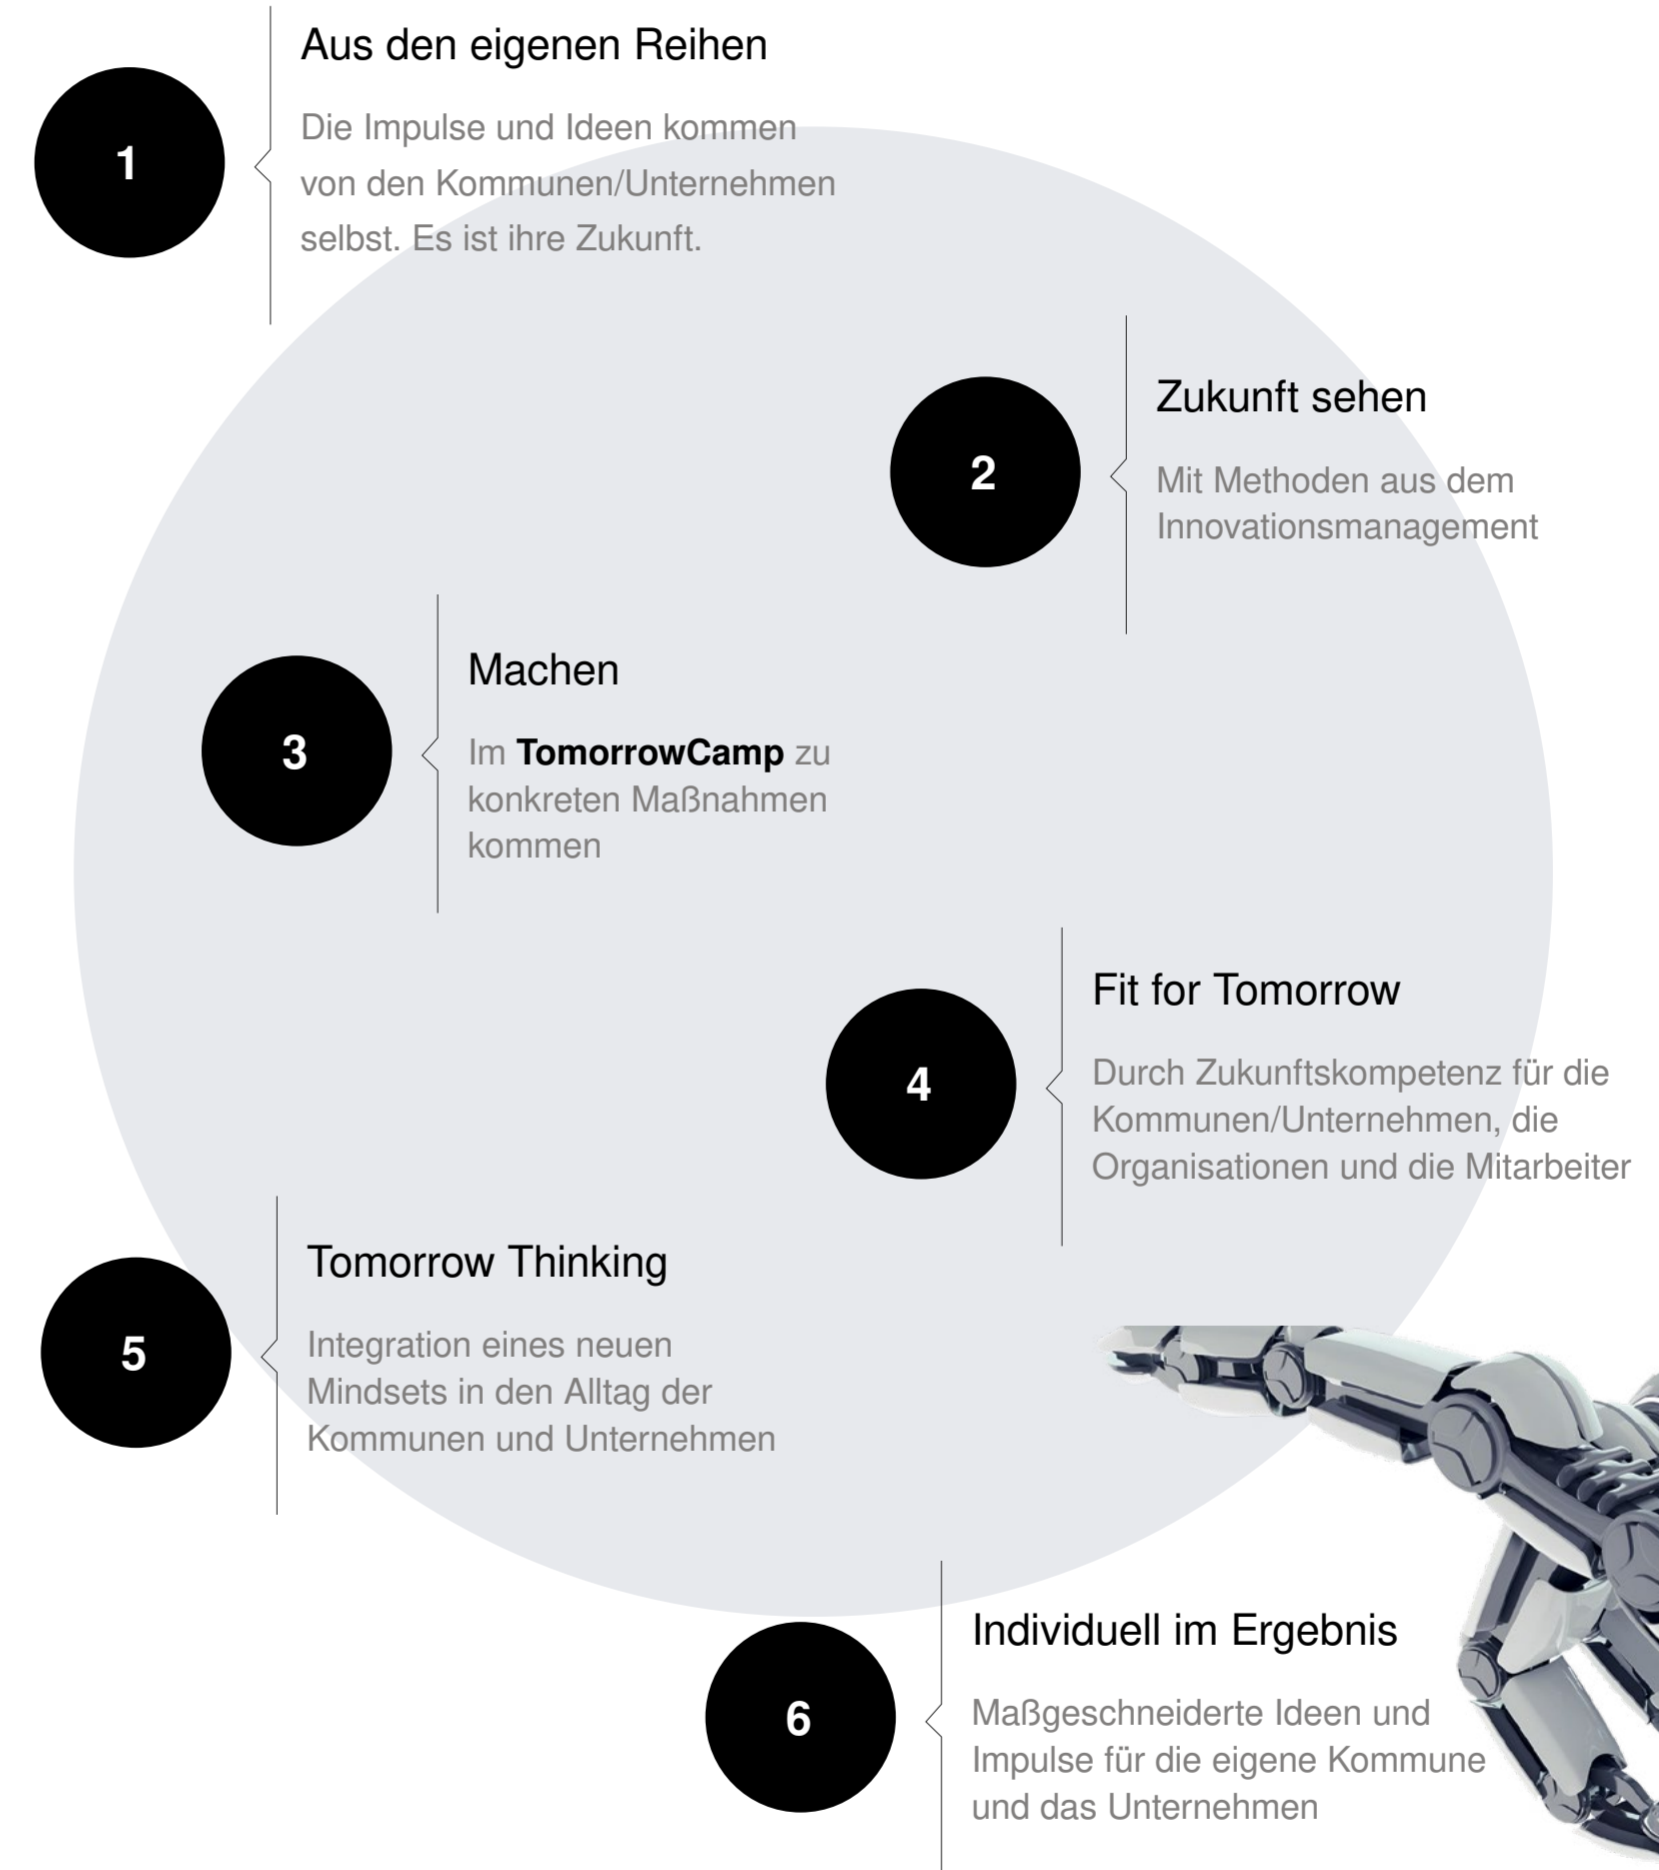 1
Aus den eigenen Reihen
Die Impulse und Ideen kommen
von den Kommunen/Unternehmen
selbst. Es ist ihre Zukunft.
2
Zukunft sehen
Mit Methoden aus dem
Innovationsmanagement
3
Machen
Im TomorrowCamp zu
konkreten Maßnahmen
kommen
4
Fit for Tomorrow
Durch Zukunftskompetenz für die
Kommunen/Unternehmen, die
Organisationen und die Mitarbeiter
5
Tomorrow Thinking
Integration eines neuen
Mindsets in den Alltag der
Kommunen und Unternehmen
6
Individuell im Ergebnis
Maßgeschneiderte Ideen und
Impulse für die eigene Kommune
und das Unternehmen